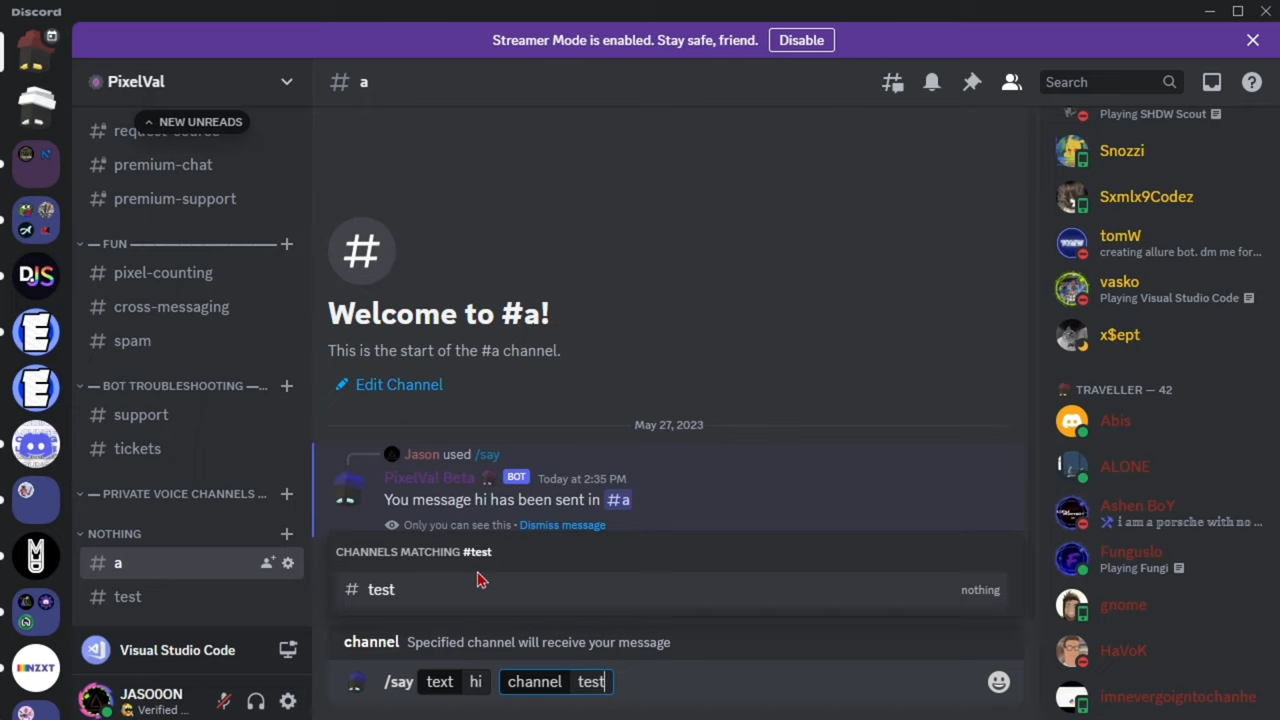 Discord
Streamer Mode is enabled. Stay safe, friend. Disable
PixelVal
NEW UNREADS
request-source
premium-chat
premium-support
— FUN
pixel-counting
cross-messaging
spam
— BOT TROUBLESHOOTING —...
support
tickets
— PRIVATE VOICE CHANNELS ...
NOTHING
# a
test
Visual Studio Code
JASO0ON
Verified ...
DJS
E
E
NZXT
# a
Search
#
Welcome to #a!
This is the start of the #a channel.
Edit Channel
May 27, 2023
Jason used /say
PixelVal Beta BOT Today at 2:35 PM
You message hi has been sent in #a
Only you can see this • Dismiss message
CHANNELS MATCHING #test
# test nothing
channel Specified channel will receive your message
/say text hi channel test
Playing SHDW Scout
Snozzi
Sxmlx9Codez
tomW
creating allure bot. dm me for...
vasko
Playing Visual Studio Code
x$ept
TRAVELLER — 42
Abis
ALONE
Ashen BoY
i am a porsche with no ...
Funguslo
Playing Fungi
gnome
HaVoK
imnevergoigntochanhe